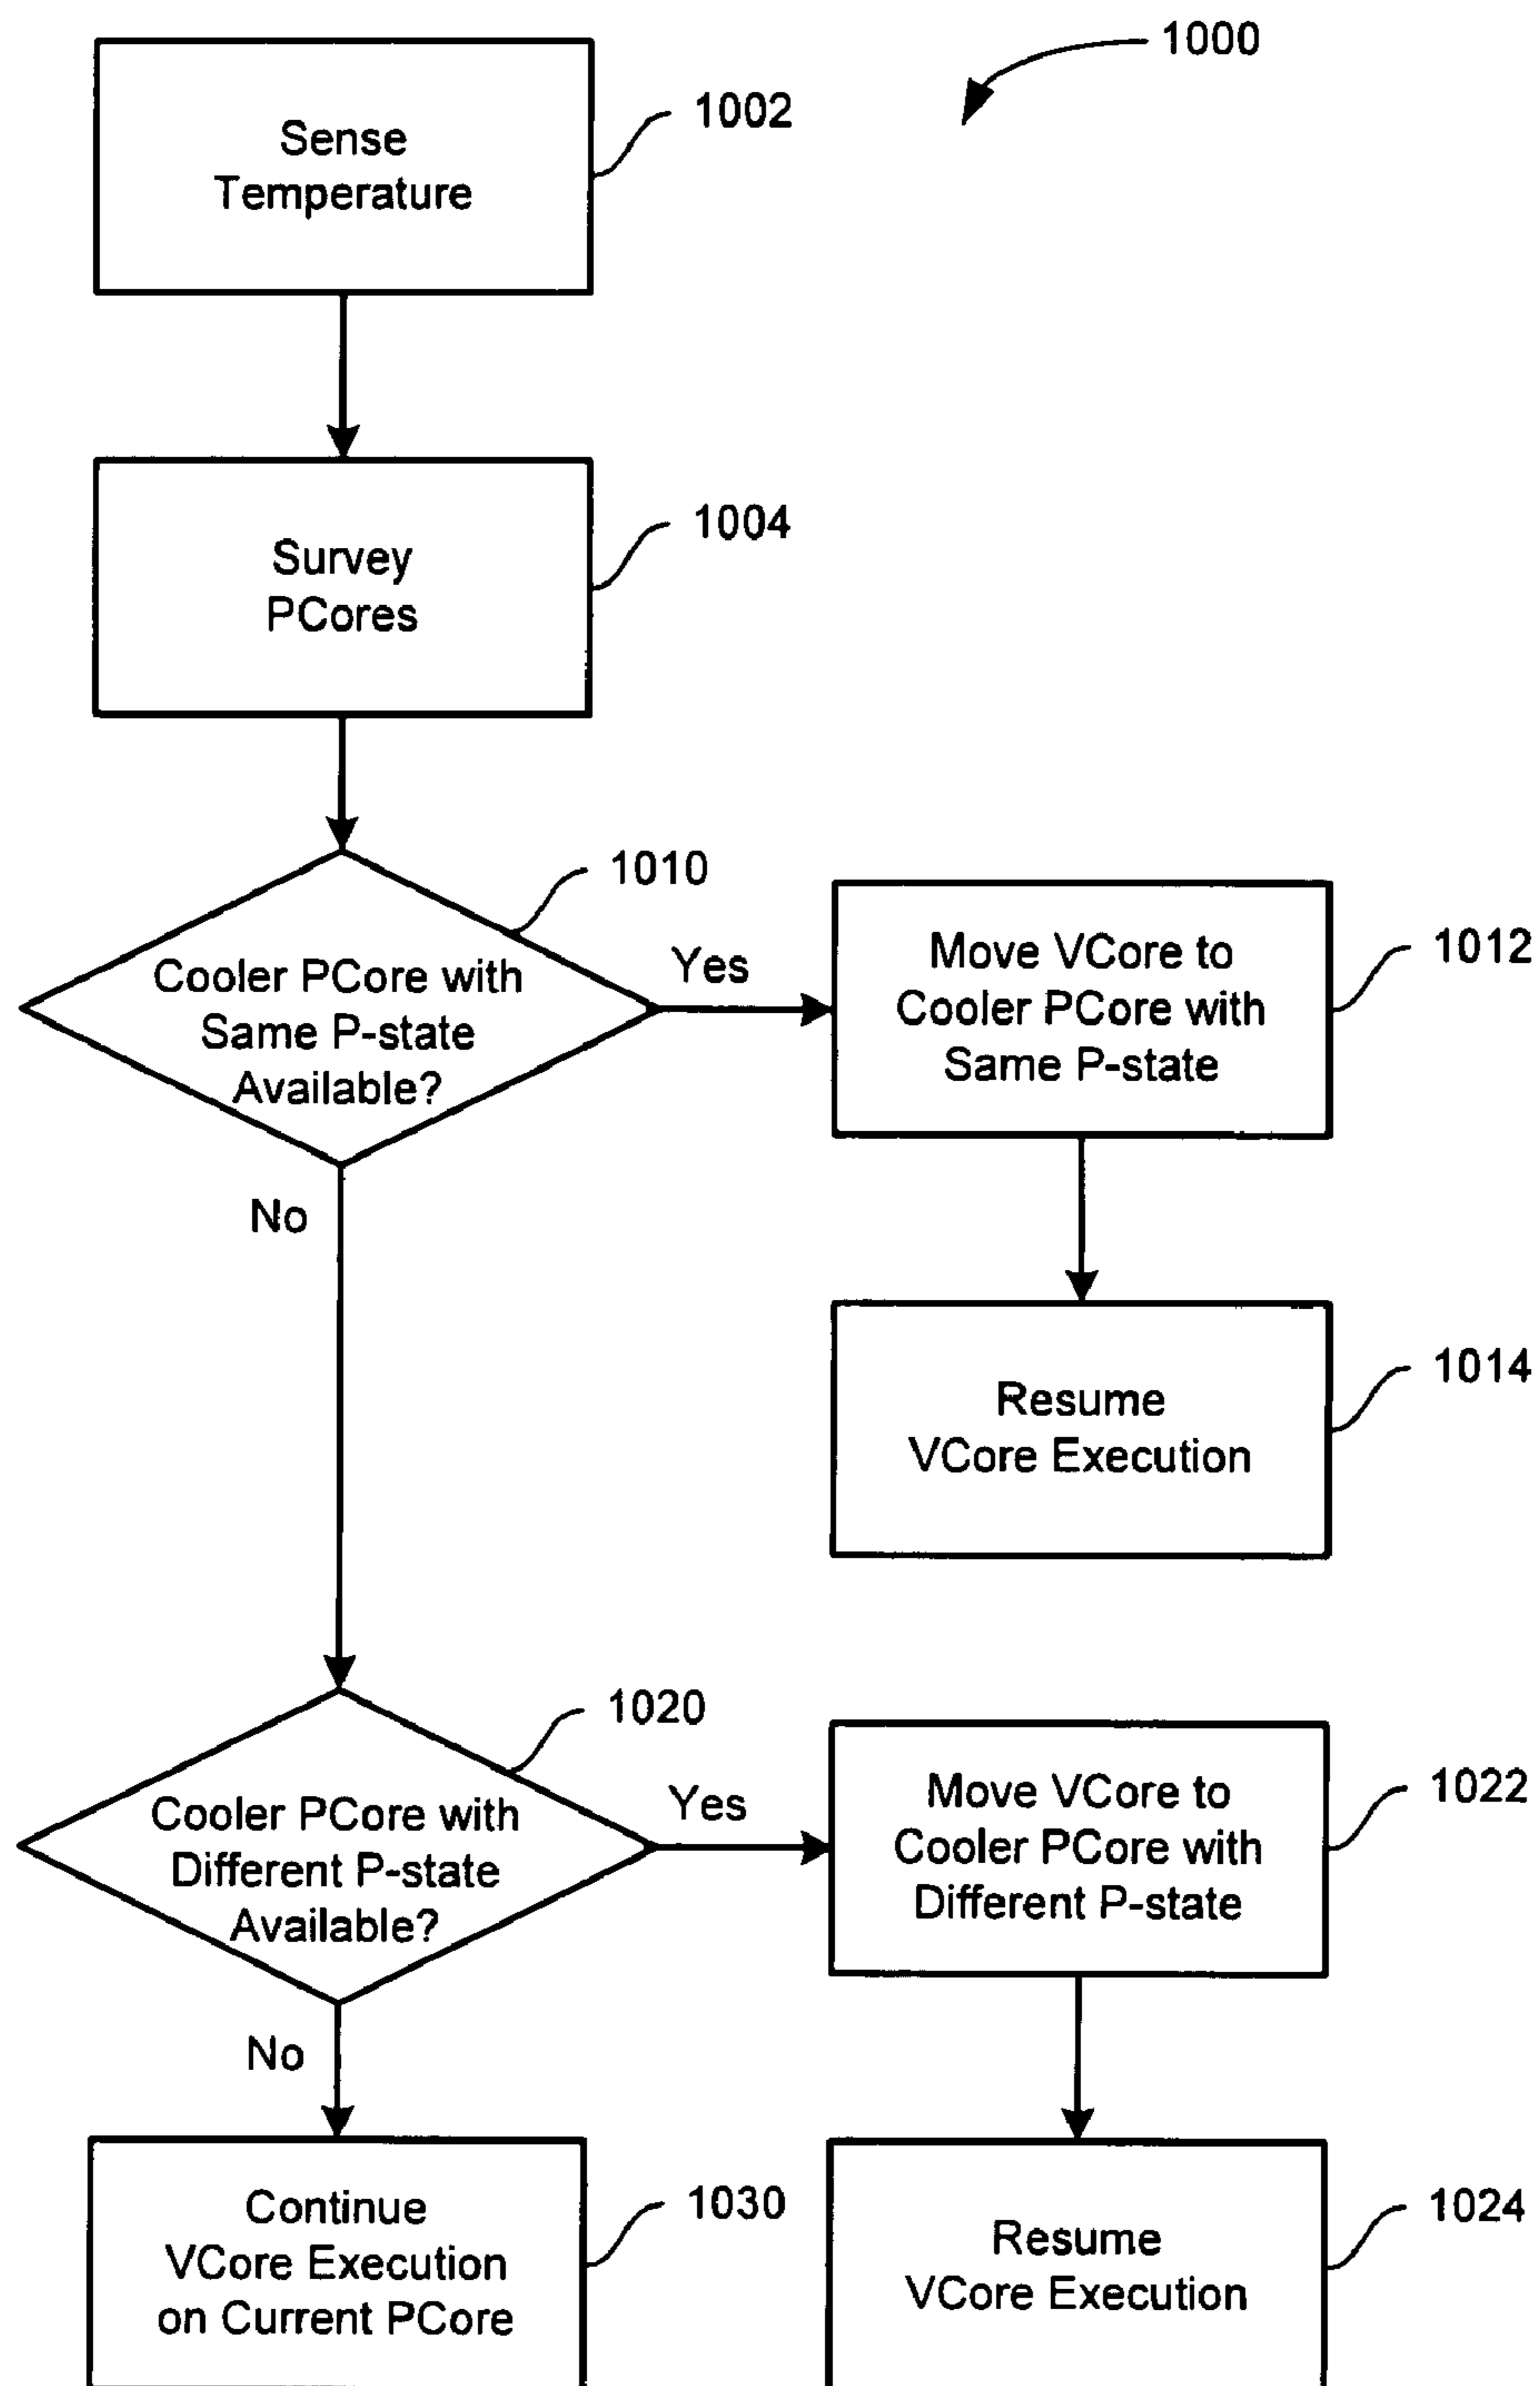 1000
Sense
Temperature
1002
Survey
PCores
1004
Cooler PCore with
Same P-state
Available?
1010
Yes
No
Move VCore to
Cooler PCore with
Same P-state
1012
Resume
VCore Execution
1014
Cooler PCore with
Different P-state
Available?
1020
Yes
No
Move VCore to
Cooler PCore with
Different P-state
1022
Continue
VCore Execution
on Current PCore
1030
Resume
VCore Execution
1024